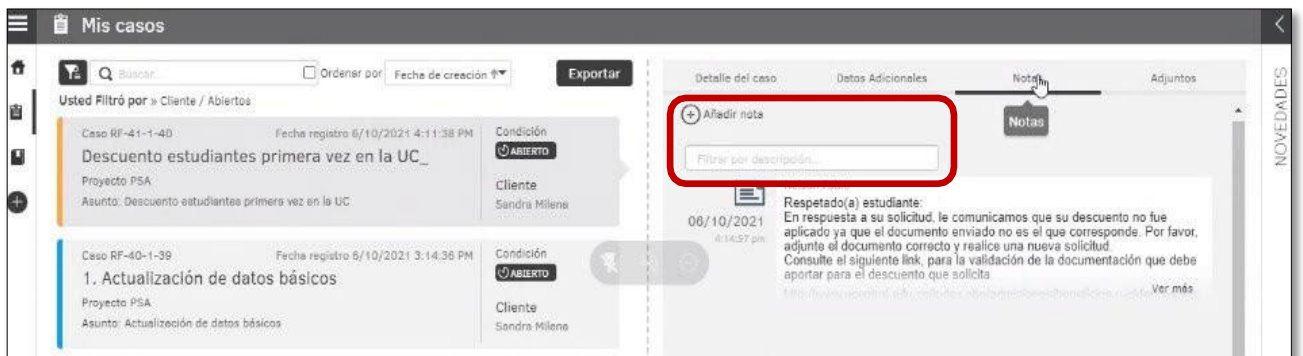 Mis casos
Buscar...
Ordenar por
Fecha de creación
Exportar
Usted Filtró por » Cliente / Abiertos
Caso RF-41-1-40
Fecha registro 6/10/2021 4:11:38 PM
Descuento estudiantes primera vez en la UC_
Proyecto PSA
Asunto: Descuento estudiantes primera vez en la UC
Condición
ABIERTO
Cliente
Sandra Milena
Caso RF-40-1-39
Fecha registro 6/10/2021 3:14:36 PM
1. Actualización de datos básicos
Proyecto PSA
Asunto: Actualización de datos básicos
Condición
ABIERTO
Cliente
Sandra Milena
Detalle del caso
Datos Adicionales
Notas
Adjuntos
Notas
Añadir nota
Filtrar por descripción...
06/10/2021
4:14:57 pm
Respetado(a) estudiante:
En respuesta a su solicitud, le comunicamos que su descuento no fue
aplicado ya que el documento enviado no es el que corresponde. Por favor,
adjunte el documento correcto y realice una nueva solicitud.
Consulte el siguiente link, para la validación de la documentación que debe
aportar para el descuento que solicita
Ver más
NOVEDADES